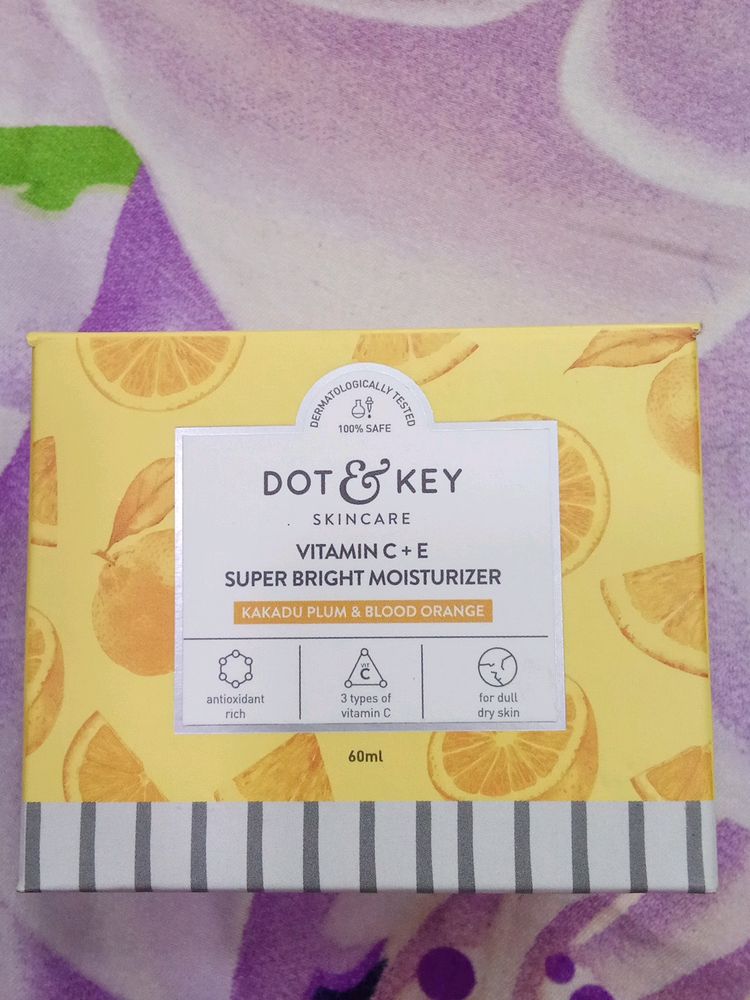 DERMATOLOGICALLY TESTED
100% SAFE
DOT & KEY
SKINCARE
VITAMIN C + E
SUPER BRIGHT MOISTURIZER
KAKADU PLUM & BLOOD ORANGE
antioxidant
rich
VIT
C
3 types of
vitamin C
for dull
dry skin
60ml